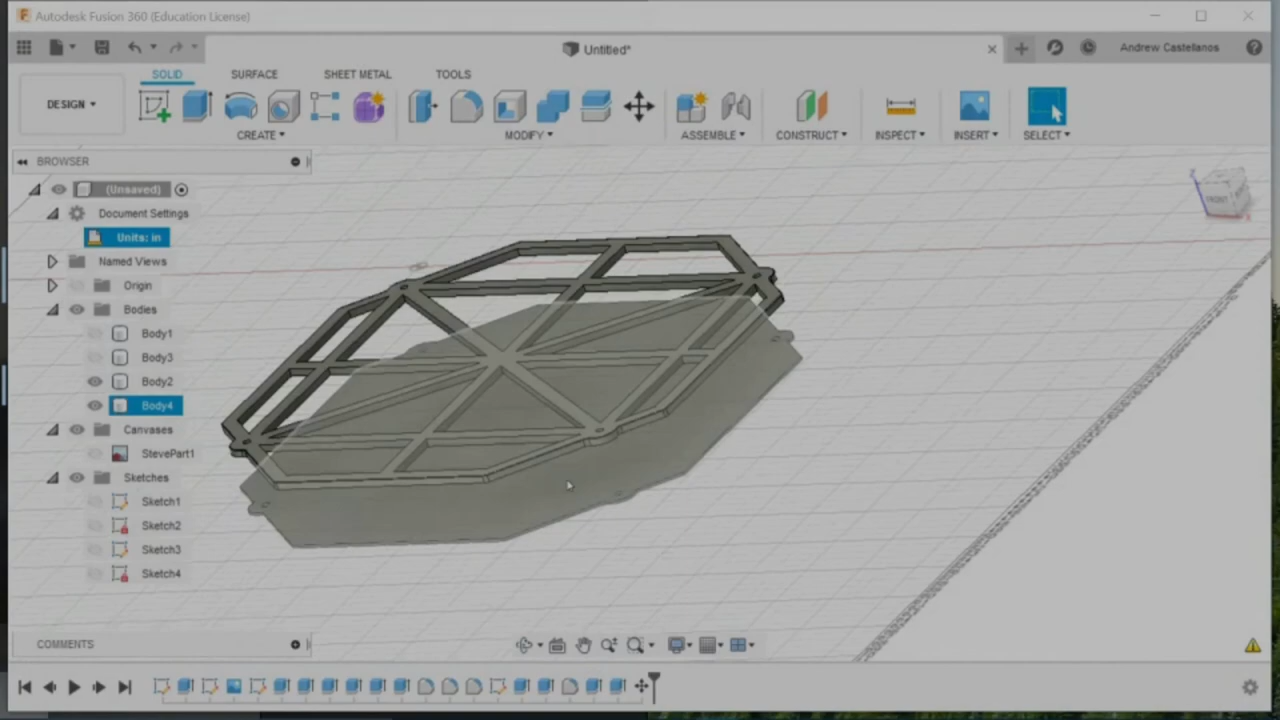 Autodesk Fusion 360 (Education License)
Untitled*
Andrew Castellanos
SOLID SURFACE SHEET METAL TOOLS
DESIGN
CREATE MODIFY ASSEMBLE CONSTRUCT INSPECT INSERT SELECT
BROWSER
(Unsaved)
Document Settings
Units: in
Named Views
Origin
Bodies
Body1
Body3
Body2
Body4
Canvases
StevePart1
Sketches
Sketch1
Sketch2
Sketch3
Sketch4
FRONT
COMMENTS